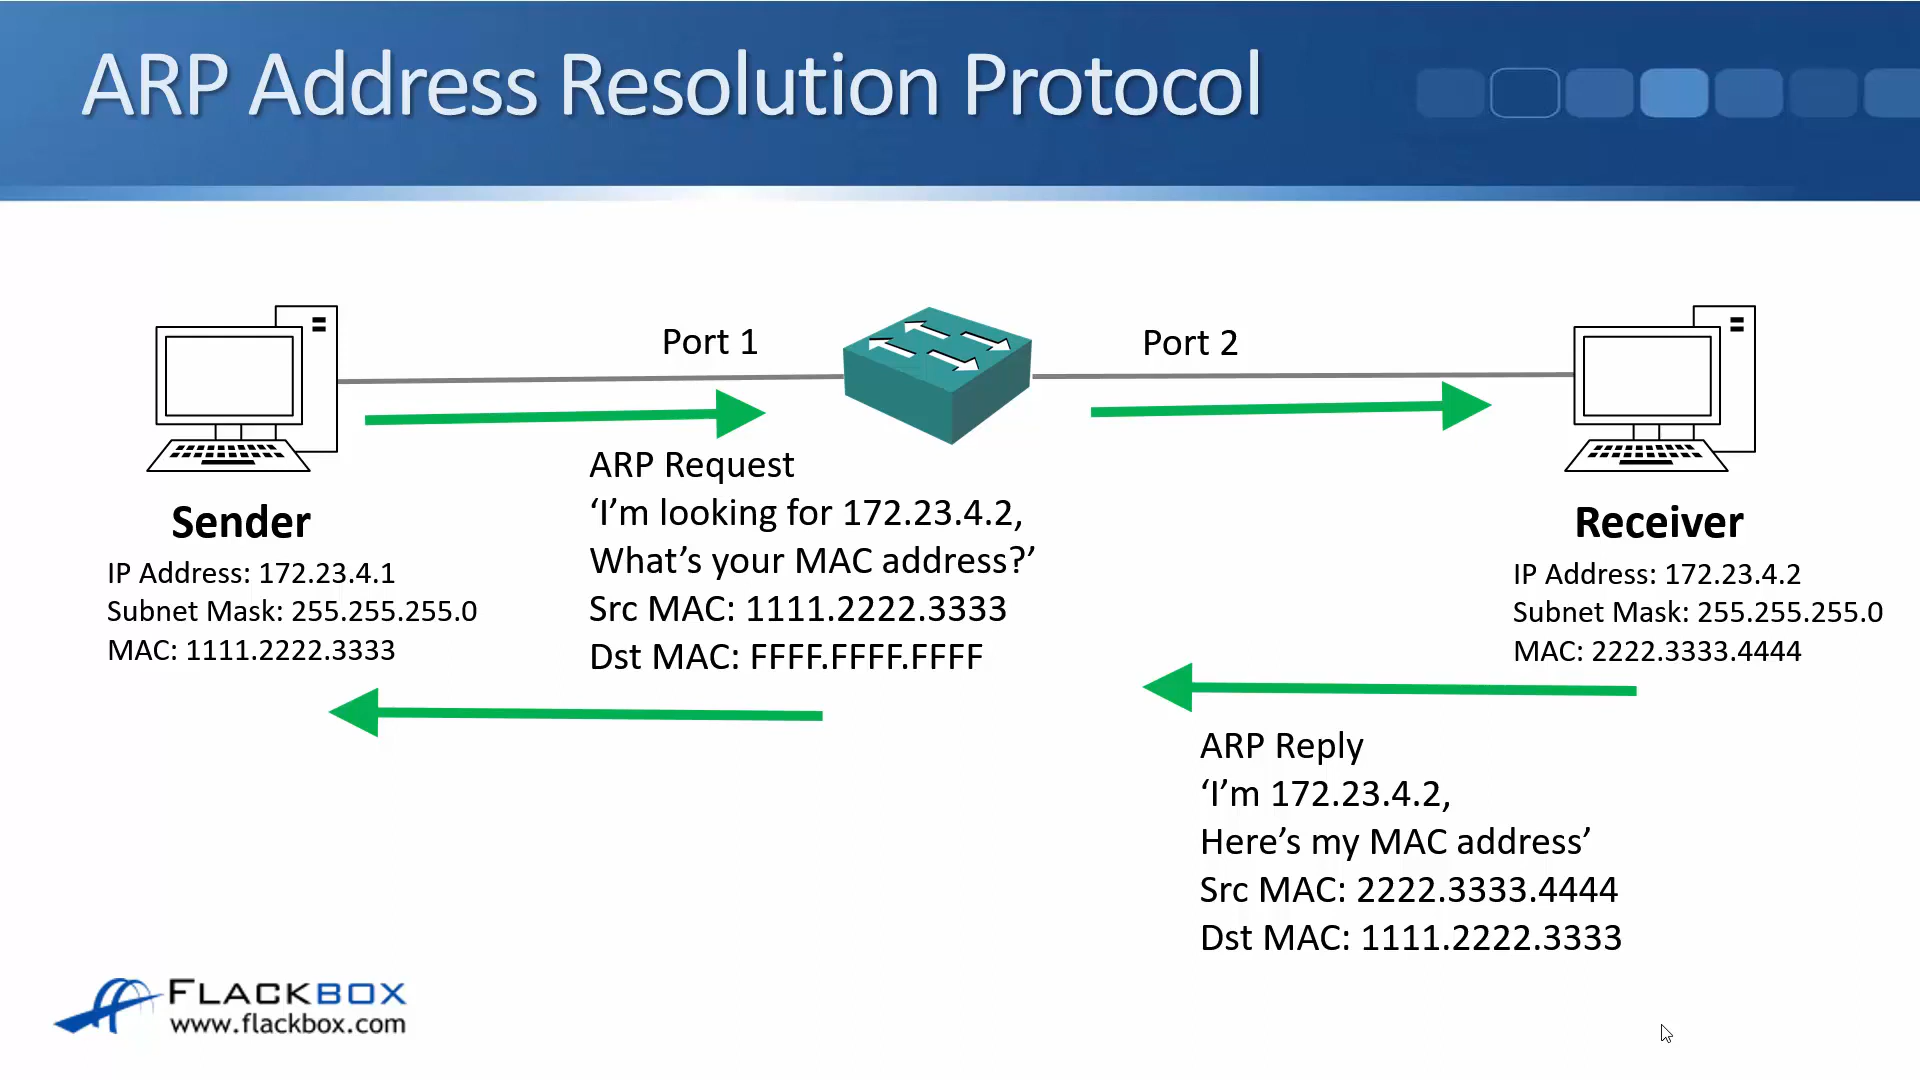 ARP Address Resolution Protocol
Port 1
Port 2
ARP Request
‘I’m looking for 172.23.4.2,
What’s your MAC address?’
Src MAC: 1111.2222.3333
Dst MAC: FFFF.FFFF.FFFF
Sender
IP Address: 172.23.4.1
Subnet Mask: 255.255.255.0
MAC: 1111.2222.3333
Receiver
IP Address: 172.23.4.2
Subnet Mask: 255.255.255.0
MAC: 2222.3333.4444
ARP Reply
‘I’m 172.23.4.2,
Here’s my MAC address’
Src MAC: 2222.3333.4444
Dst MAC: 1111.2222.3333
FLACKBOX
www.flackbox.com